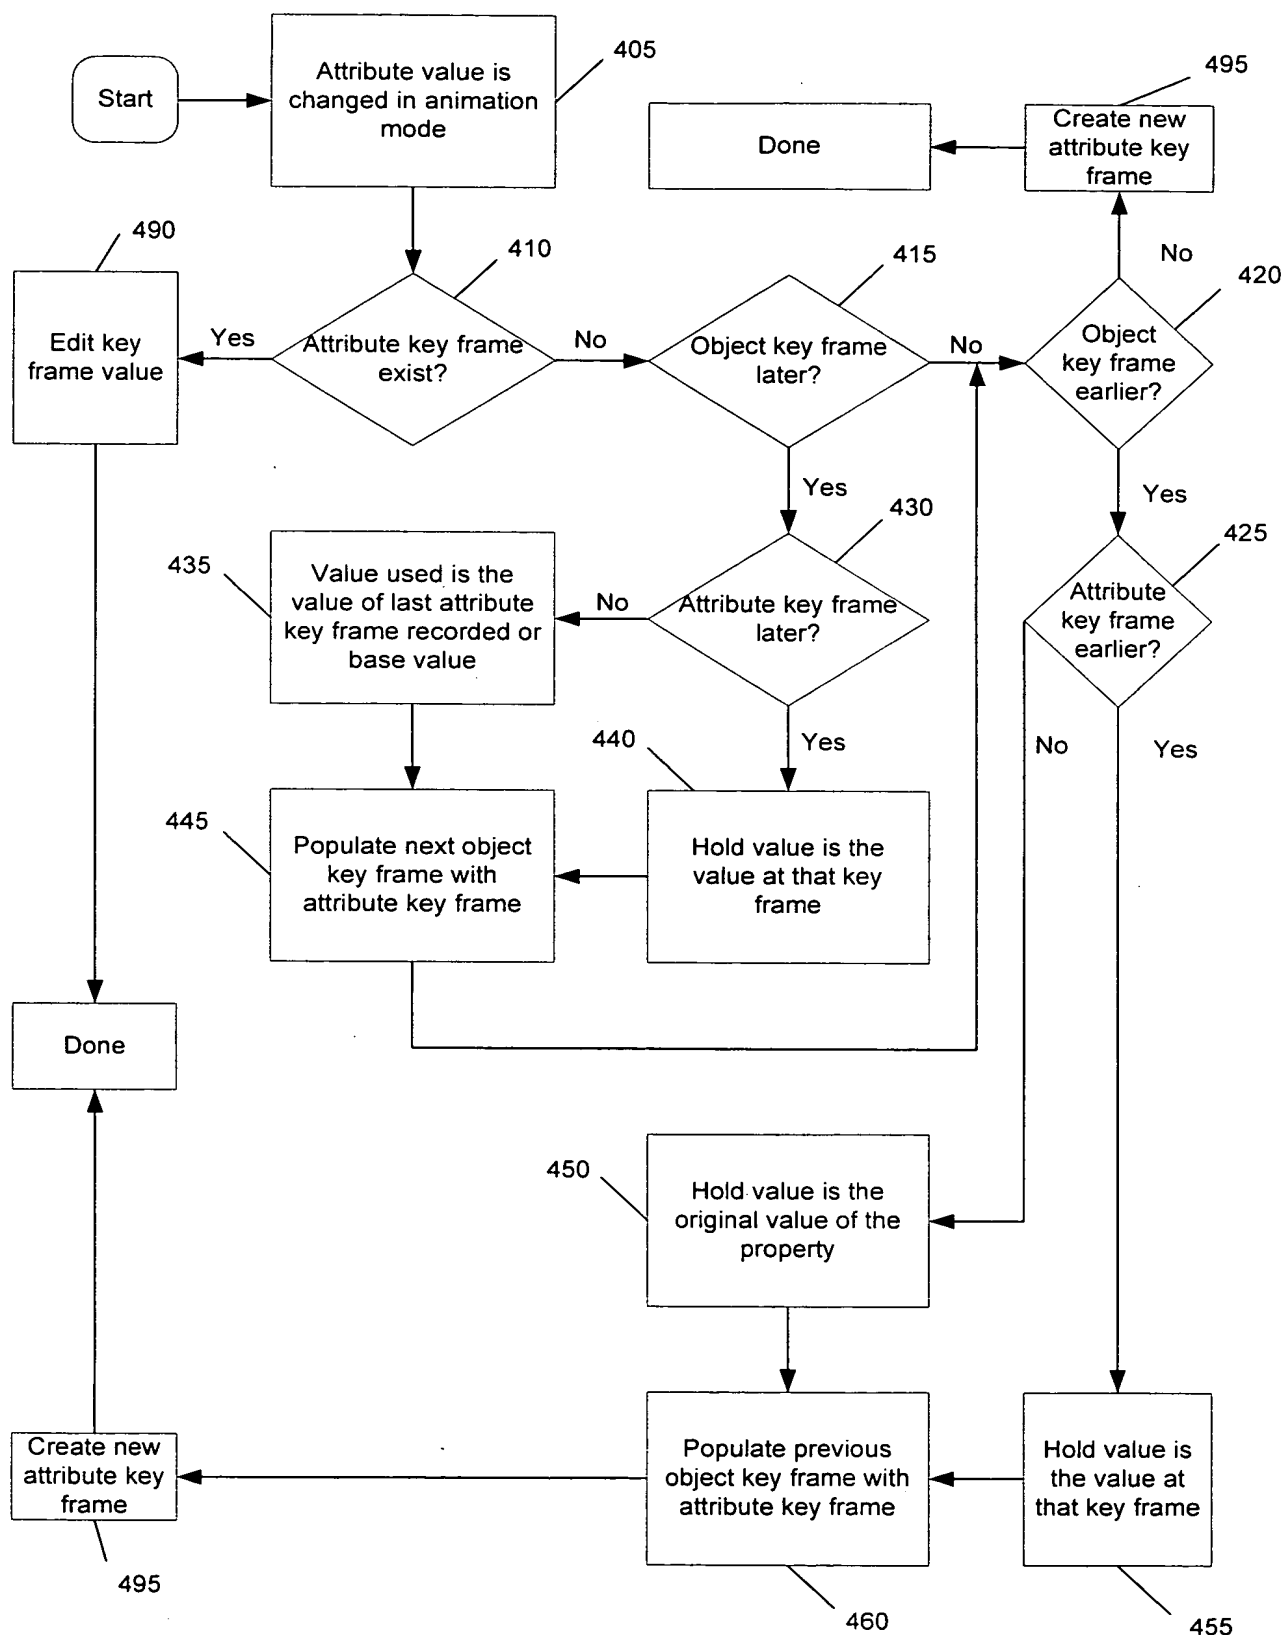 Start
Attribute value is
changed in animation
mode
405
Done
495
Create new
attribute key
frame
490
410
415
No
420
Edit key
frame value
Yes
Attribute key frame
exist?
No
Object key frame
later?
No
Object
key frame
earlier?
Yes
Yes
430
425
435
Value used is the
value of last attribute
key frame recorded or
base value
No
Attribute key frame
later?
Attribute
key frame
earlier?
440
Yes
No
Yes
445
Populate next object
key frame with
attribute key frame
Hold value is the
value at that key
frame
Done
450
Hold value is the
original value of the
property
Create new
attribute key
frame
Populate previous
object key frame with
attribute key frame
Hold value is
the value at
that key frame
495
460
455